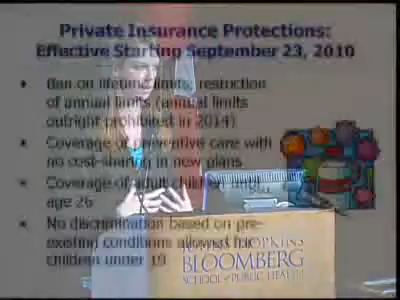 Private Insurance Protections:
Effective Starting September 23, 2010
• Ban on lifetime limits; restriction
of annual limits (annual limits
outright prohibited in 2014)
• Coverage of preventive care with
no cost-sharing in new plans
• Coverage of adult children until
age 26
• No discrimination based on pre-
existing conditions allowed for
children under 19
HOPKINS
BLOOMBERG
SCHOOL of PUBLIC HEALTH